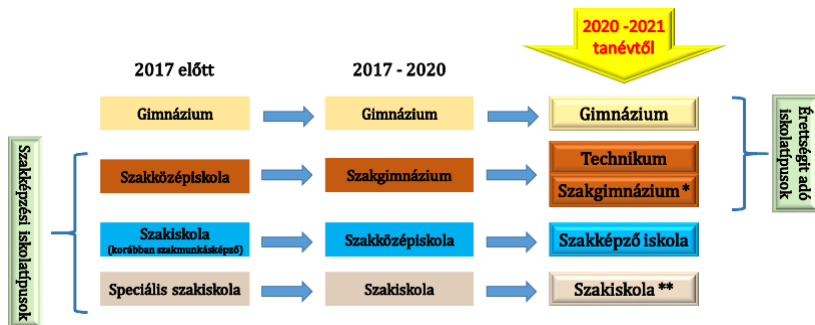 2020 -2021
tanévtől
2017 előtt
2017 - 2020
Gimnázium
Gimnázium
Gimnázium
Szakközépiskola
Szakgimnázium
Technikum
Szakgimnázium*
Szakiskola
(korábban szakmunkásképző)
Szakközépiskola
Szakképző iskola
Speciális szakiskola
Szakiskola
Szakiskola **
Szakképzési iskolatípusok
Érettségit adó
iskolatípusok